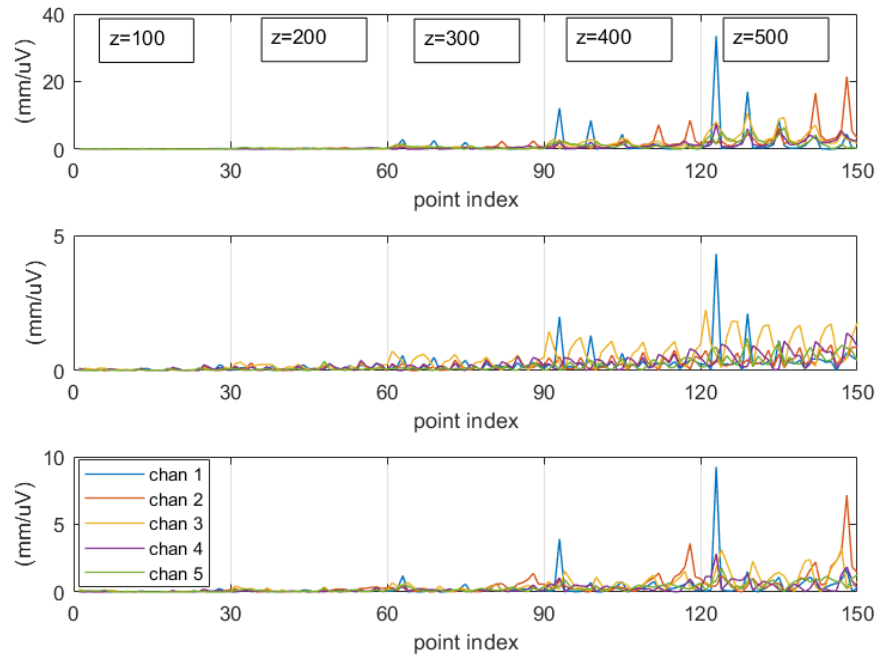 40
z=100 z=200 z=300 z=400 z=500
20
0
(mm/uV)
0 30 60 90 120 150
point index
5
0
(mm/uV)
0 30 60 90 120 150
point index
10
5
0
(mm/uV)
chan 1
chan 2
chan 3
chan 4
chan 5
0 30 60 90 120 150
point index